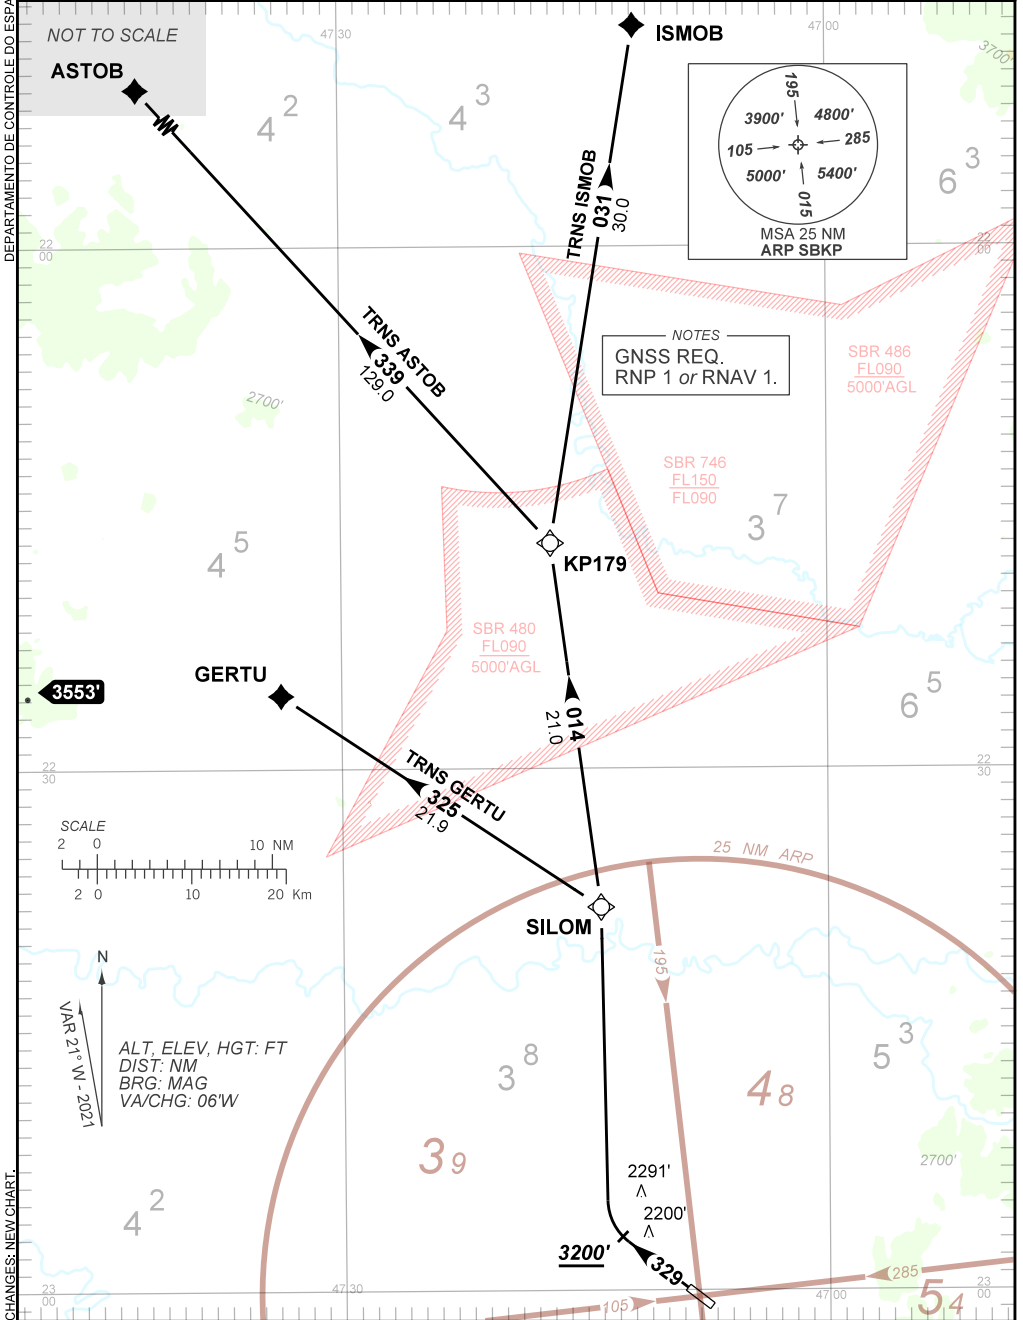 DEPARTAMENTO DE CONTROLE DO ESPA
NOT TO SCALE
ASTOB
47 30
ISMOB
47 00
3700'
4 2
4 3
6 3
195
3900'
4800'
105
285
5000'
5400'
015
MSA 25 NM
ARP SBKP
TRNS ISMOB
031
30.0
22
00
22
00
TRNS ASTOB
339
129.0
NOTES
GNSS REQ.
RNP 1 or RNAV 1.
SBR 486
FL090
5000'AGL
2700'
SBR 746
FL150
FL090
3 7
4 5
KP179
SBR 480
FL090
5000'AGL
GERTU
3553'
6 5
014
21.0
22
30
22
30
TRNS GERTU
325
21.9
SCALE
2 0 10 NM
2 0 10 20 Km
25 NM ARP
SILOM
195
N
VAR 21° W - 2021
ALT, ELEV, HGT: FT
DIST: NM
BRG: MAG
VA/CHG: 06'W
3 8
5 3
4 8
3 9
2700'
2291'
2200'
4 2
3200'
329
285
105
23
00
47 30
47 00
23
00
5 4
CHANGES: NEW CHART.